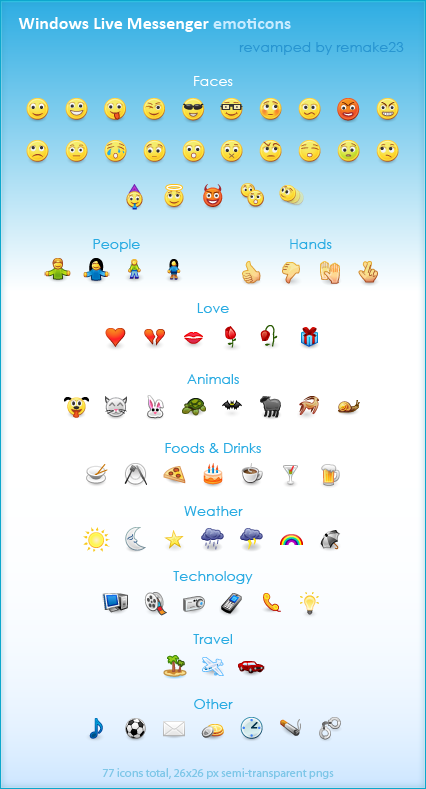 Windows Live Messenger emoticons
revamped by remake23
Faces
People
Hands
Love
Animals
Foods & Drinks
Weather
Technology
Travel
Other
77 icons total, 26x26 px semi-transparent pngs